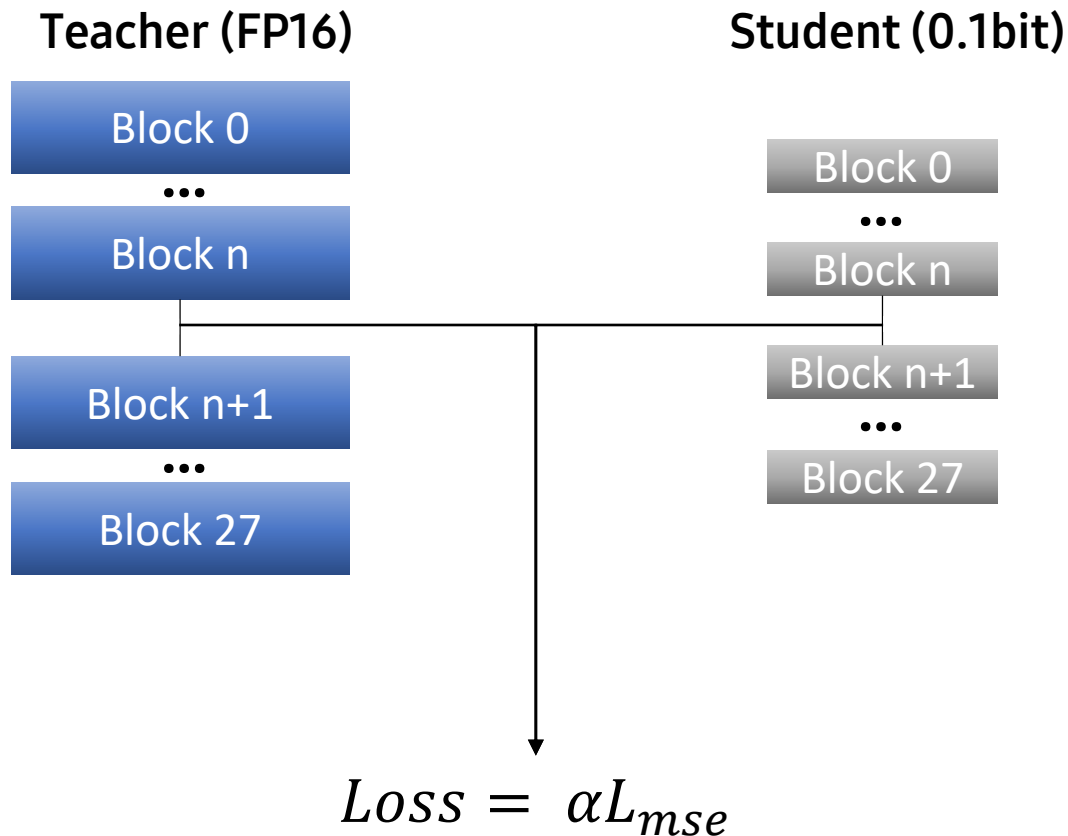 Teacher (FP16)
Block 0
...
Block n
Block n+1
...
Block 27
Student (0.1bit)
Block 0
...
Block n
Block n+1
...
Block 27
Loss = αL_mse